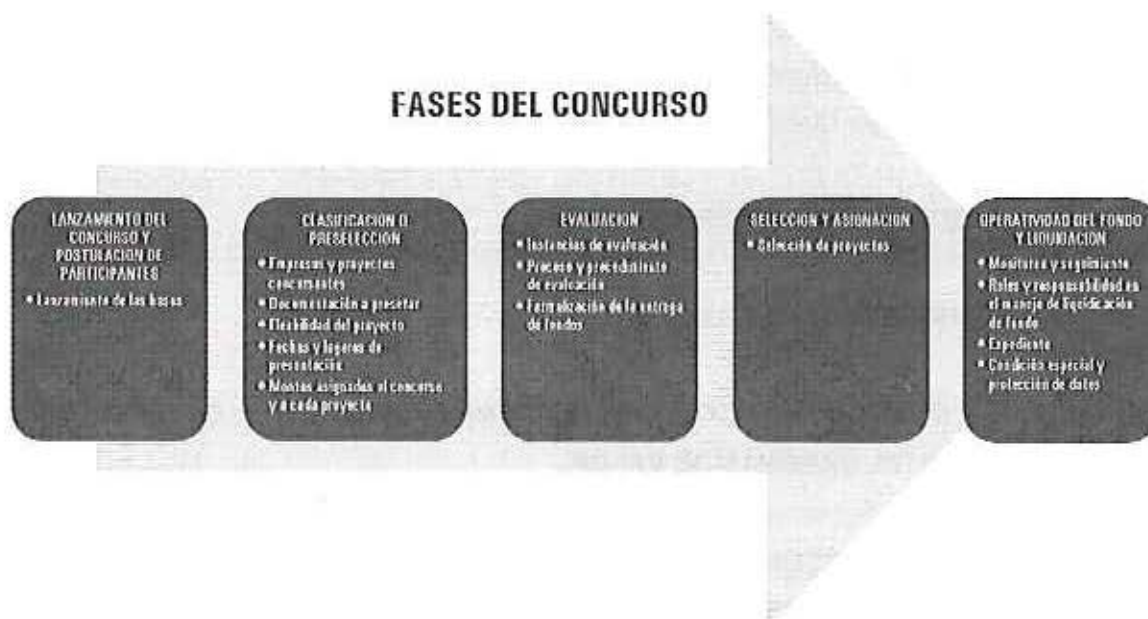 FASES DEL CONCURSO
LANZAMIENTO DEL
CONCURSO Y
POSTULACION DE
PARTICIPANTES
• Lanzamiento de las bases
CLASIFICACION O
PRESELECCION
• Empresas y proyectos
concursantes
• Documentación a presetar
• Elegibilidad del proyecto
• Fechas y lugares de
presentación
• Montos asignados al concurso
y a cada proyecto
EVALUACION
• Instancias de evaluación
• Proceso y procedimiento
de evaluación
• Formalización de la entrega
de fondos
SELECCION Y ASIGNACION
• Selección de proyectos
OPERATIVIDAD DEL FONDO
Y LIQUIDACION
• Monitoreo y seguimiento
• Roles y responsabilidad en
el manejo de liquidicación
de fondo
• Expediente
• Condición especial y
protección de datos